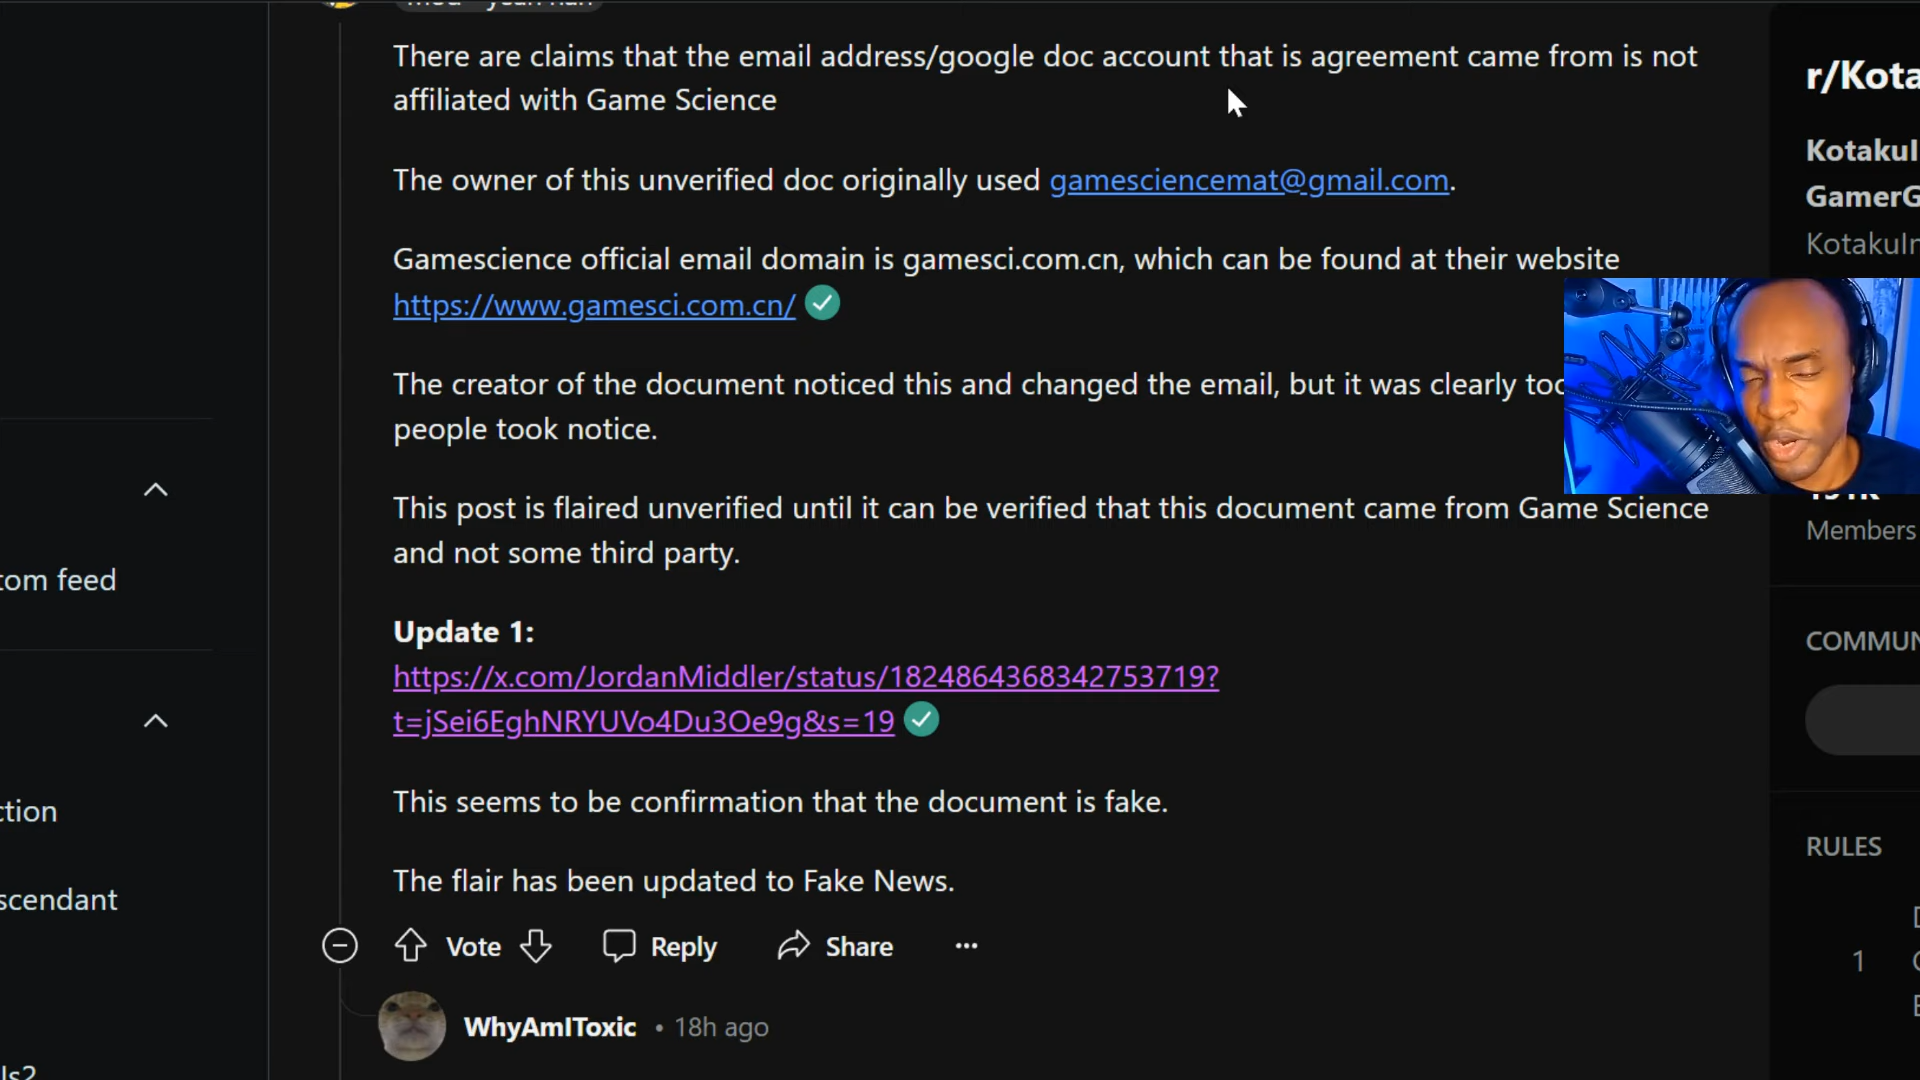 There are claims that the email address/google doc account that is agreement came from is not
affiliated with Game Science
The owner of this unverified doc originally used gamesciencemat@gmail.com.
Gamescience official email domain is gamesci.com.cn, which can be found at their website
https://www.gamesci.com.cn/
The creator of the document noticed this and changed the email, but it was clearly
people took notice.
This post is flaired unverified until it can be verified that this document came from Game Science
and not some third party.
Update 1:
https://x.com/JordanMiddler/status/1824864368342753719?
t=jSei6EghNRYUVo4Du3Oe9g&s=19
This seems to be confirmation that the document is fake.
The flair has been updated to Fake News.
Vote
Reply
Share
WhyAmIToxic • 18h ago
tom feed
ction
scendant
ls2
r/Kota
KotakuI
GamerG
KotakuIn
Members
COMMUN
RULES
1